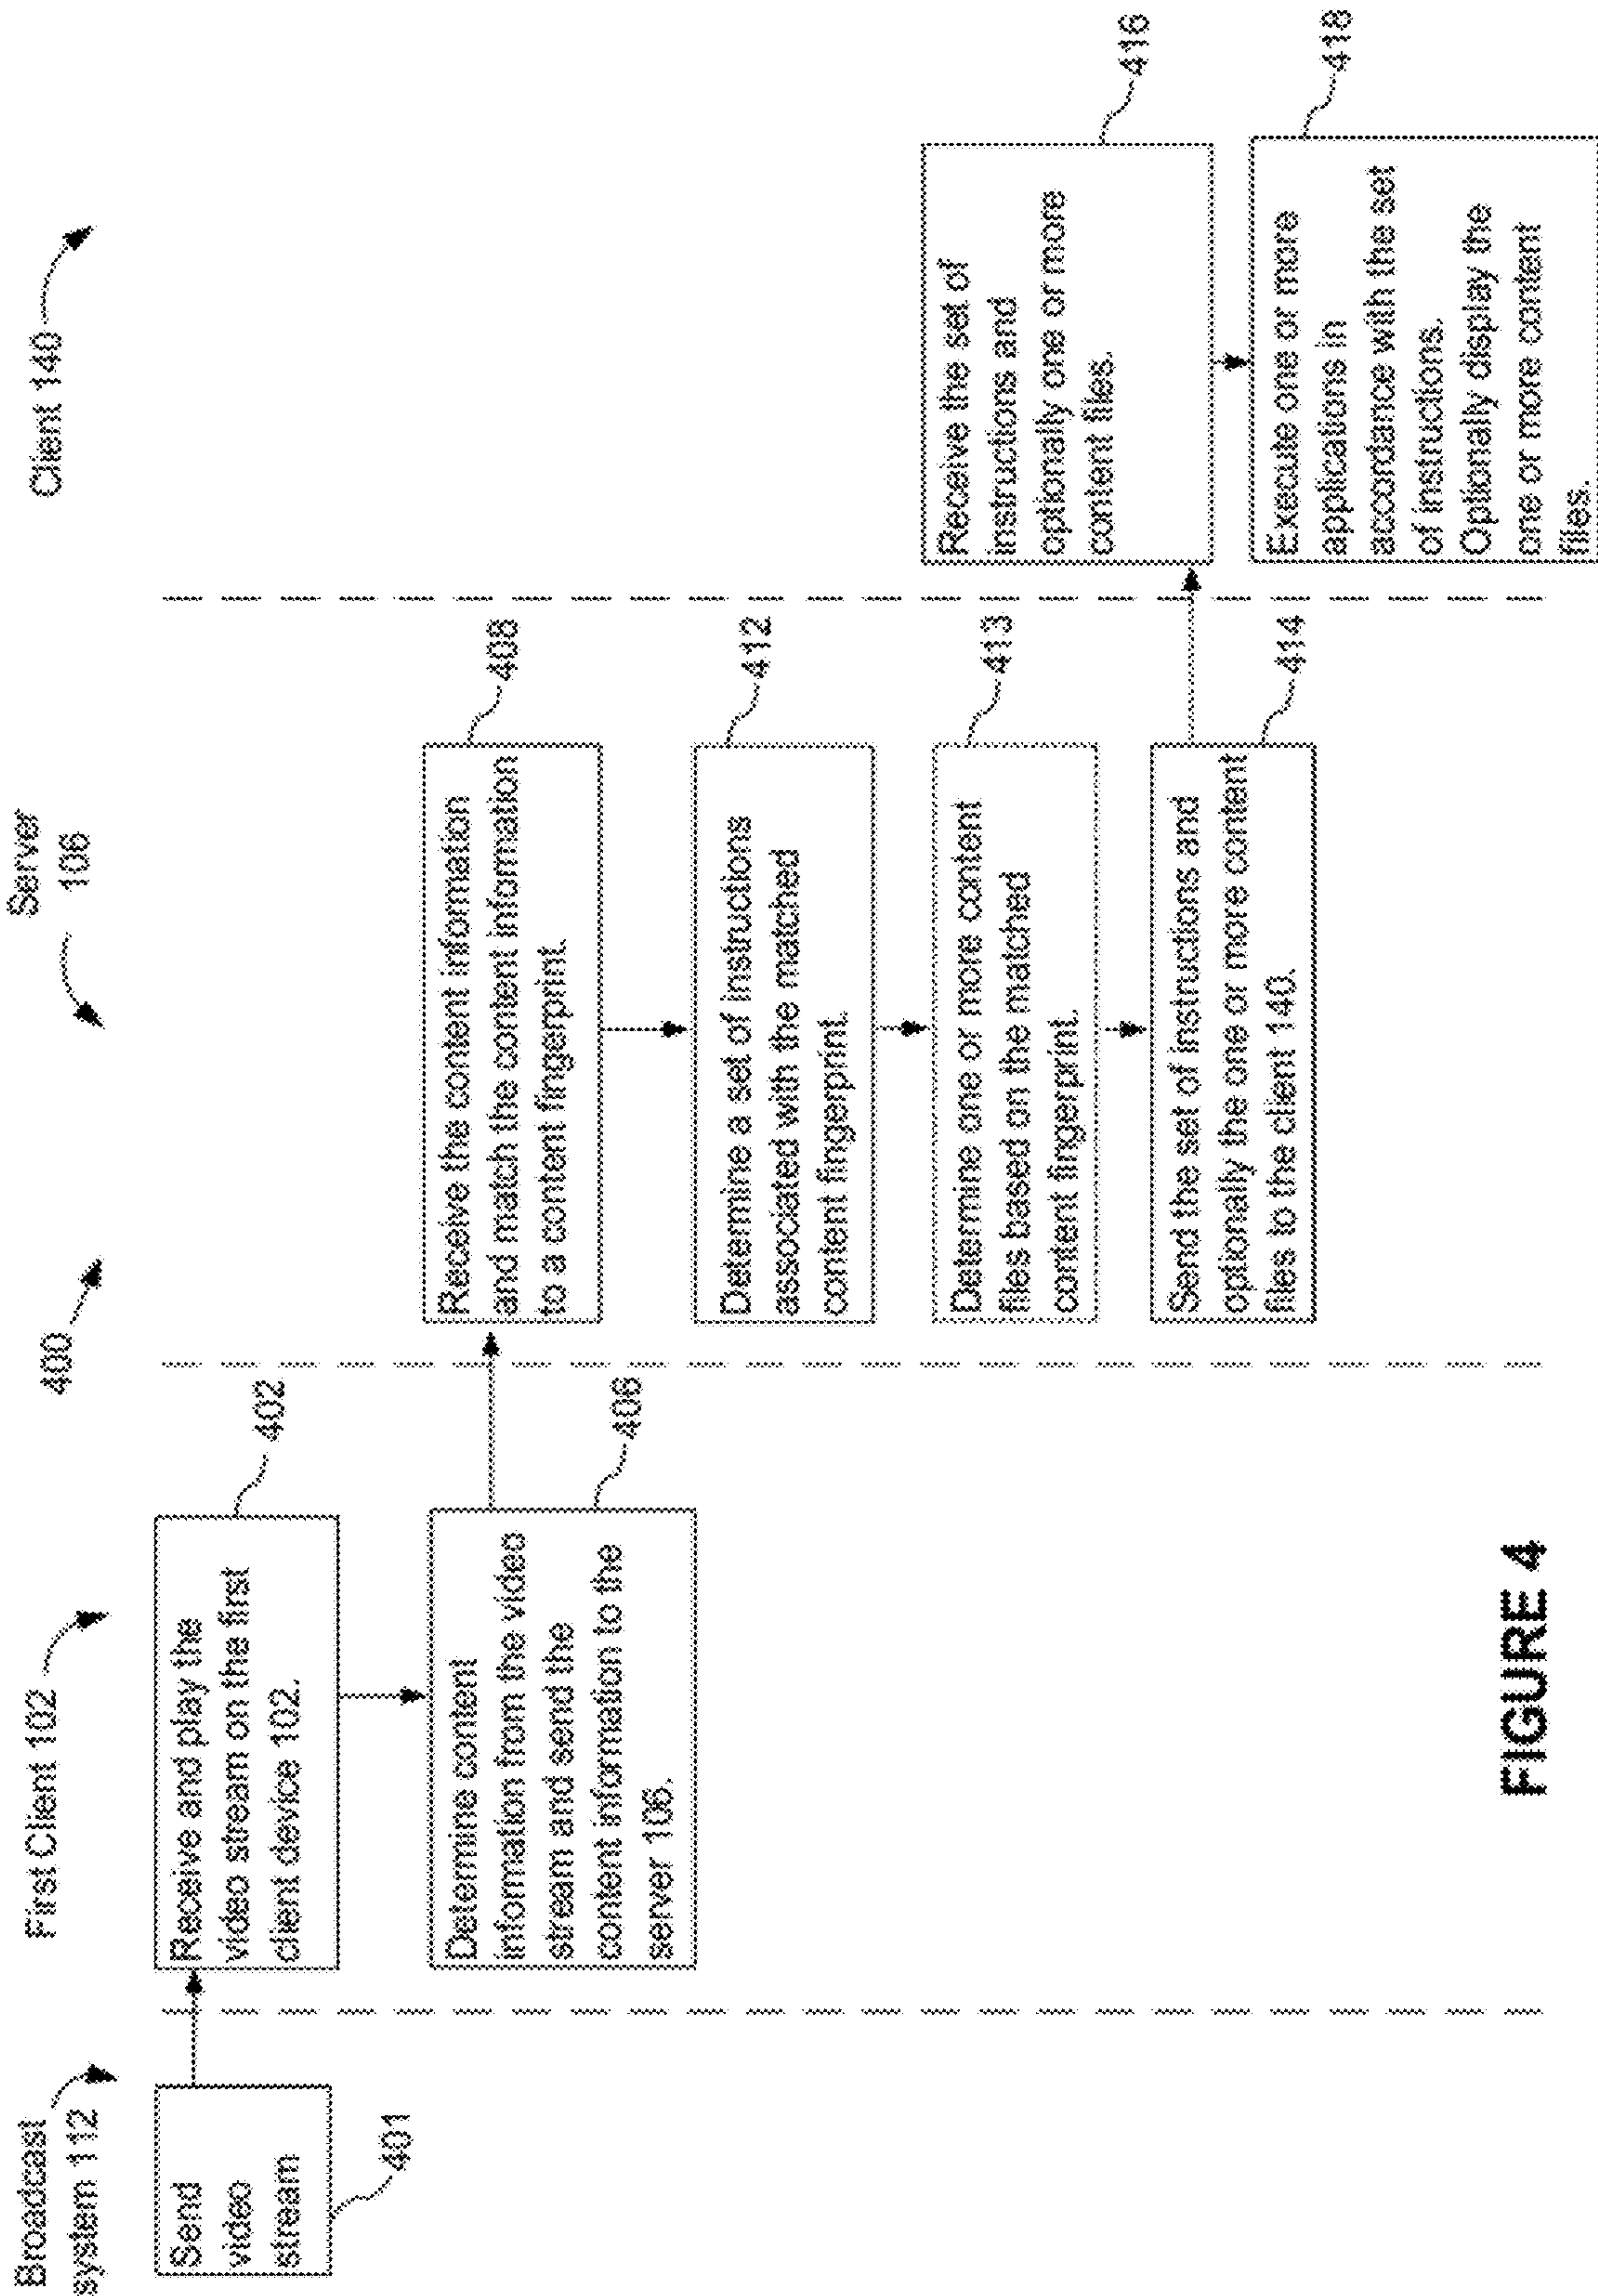 Broadcast
system 112
First Client 102
400
Server
106
Client 140
Send
video
stream
401
Receive and play the
video stream on the first
client device 102.
402
Determine content
information from the video
stream and send the
content information to the
server 106.
406
Receive the content information
and match the content information
to a content fingerprint.
408
Determine a set of instructions
associated with the matched
content fingerprint.
412
Determine one or more content
files based on the matched
content fingerprint.
413
Send the set of instructions and
optionally the one or more content
files to the client 140.
414
Receive the set of
instructions and
optionally one or more
content files.
416
Execute one or more
applications in
accordance with the set
of instructions.
Optionally display the
one or more content
files.
418
FIGURE 4